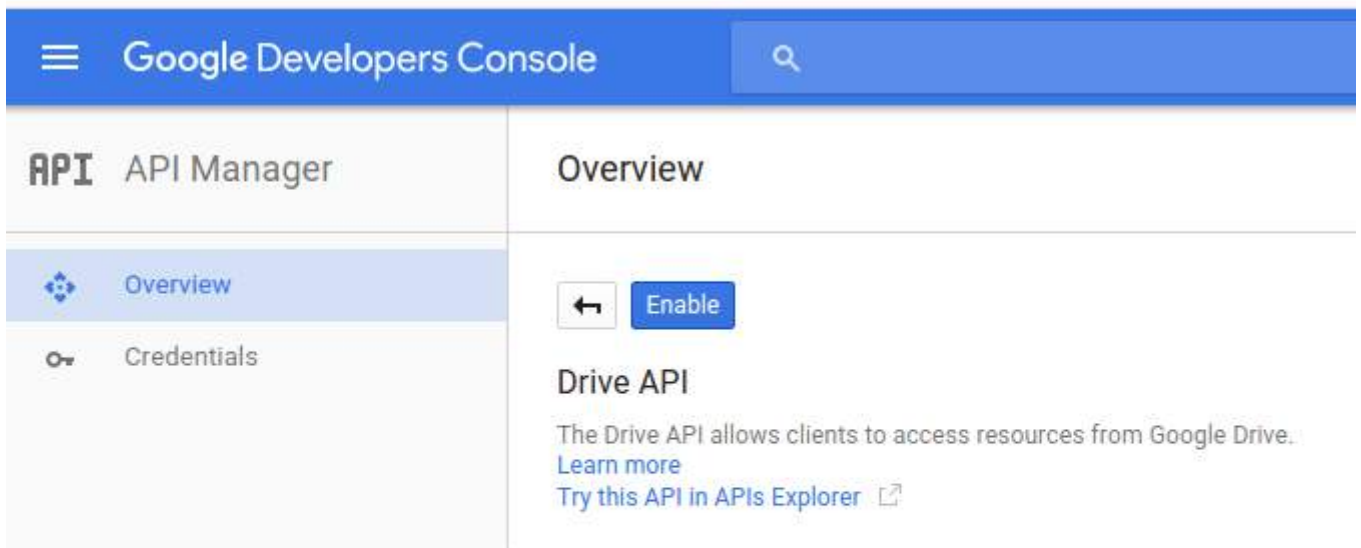 Google Developers Console
API API Manager
Overview
Overview
Credentials
Enable
Drive API
The Drive API allows clients to access resources from Google Drive.
Learn more
Try this API in APIs Explorer